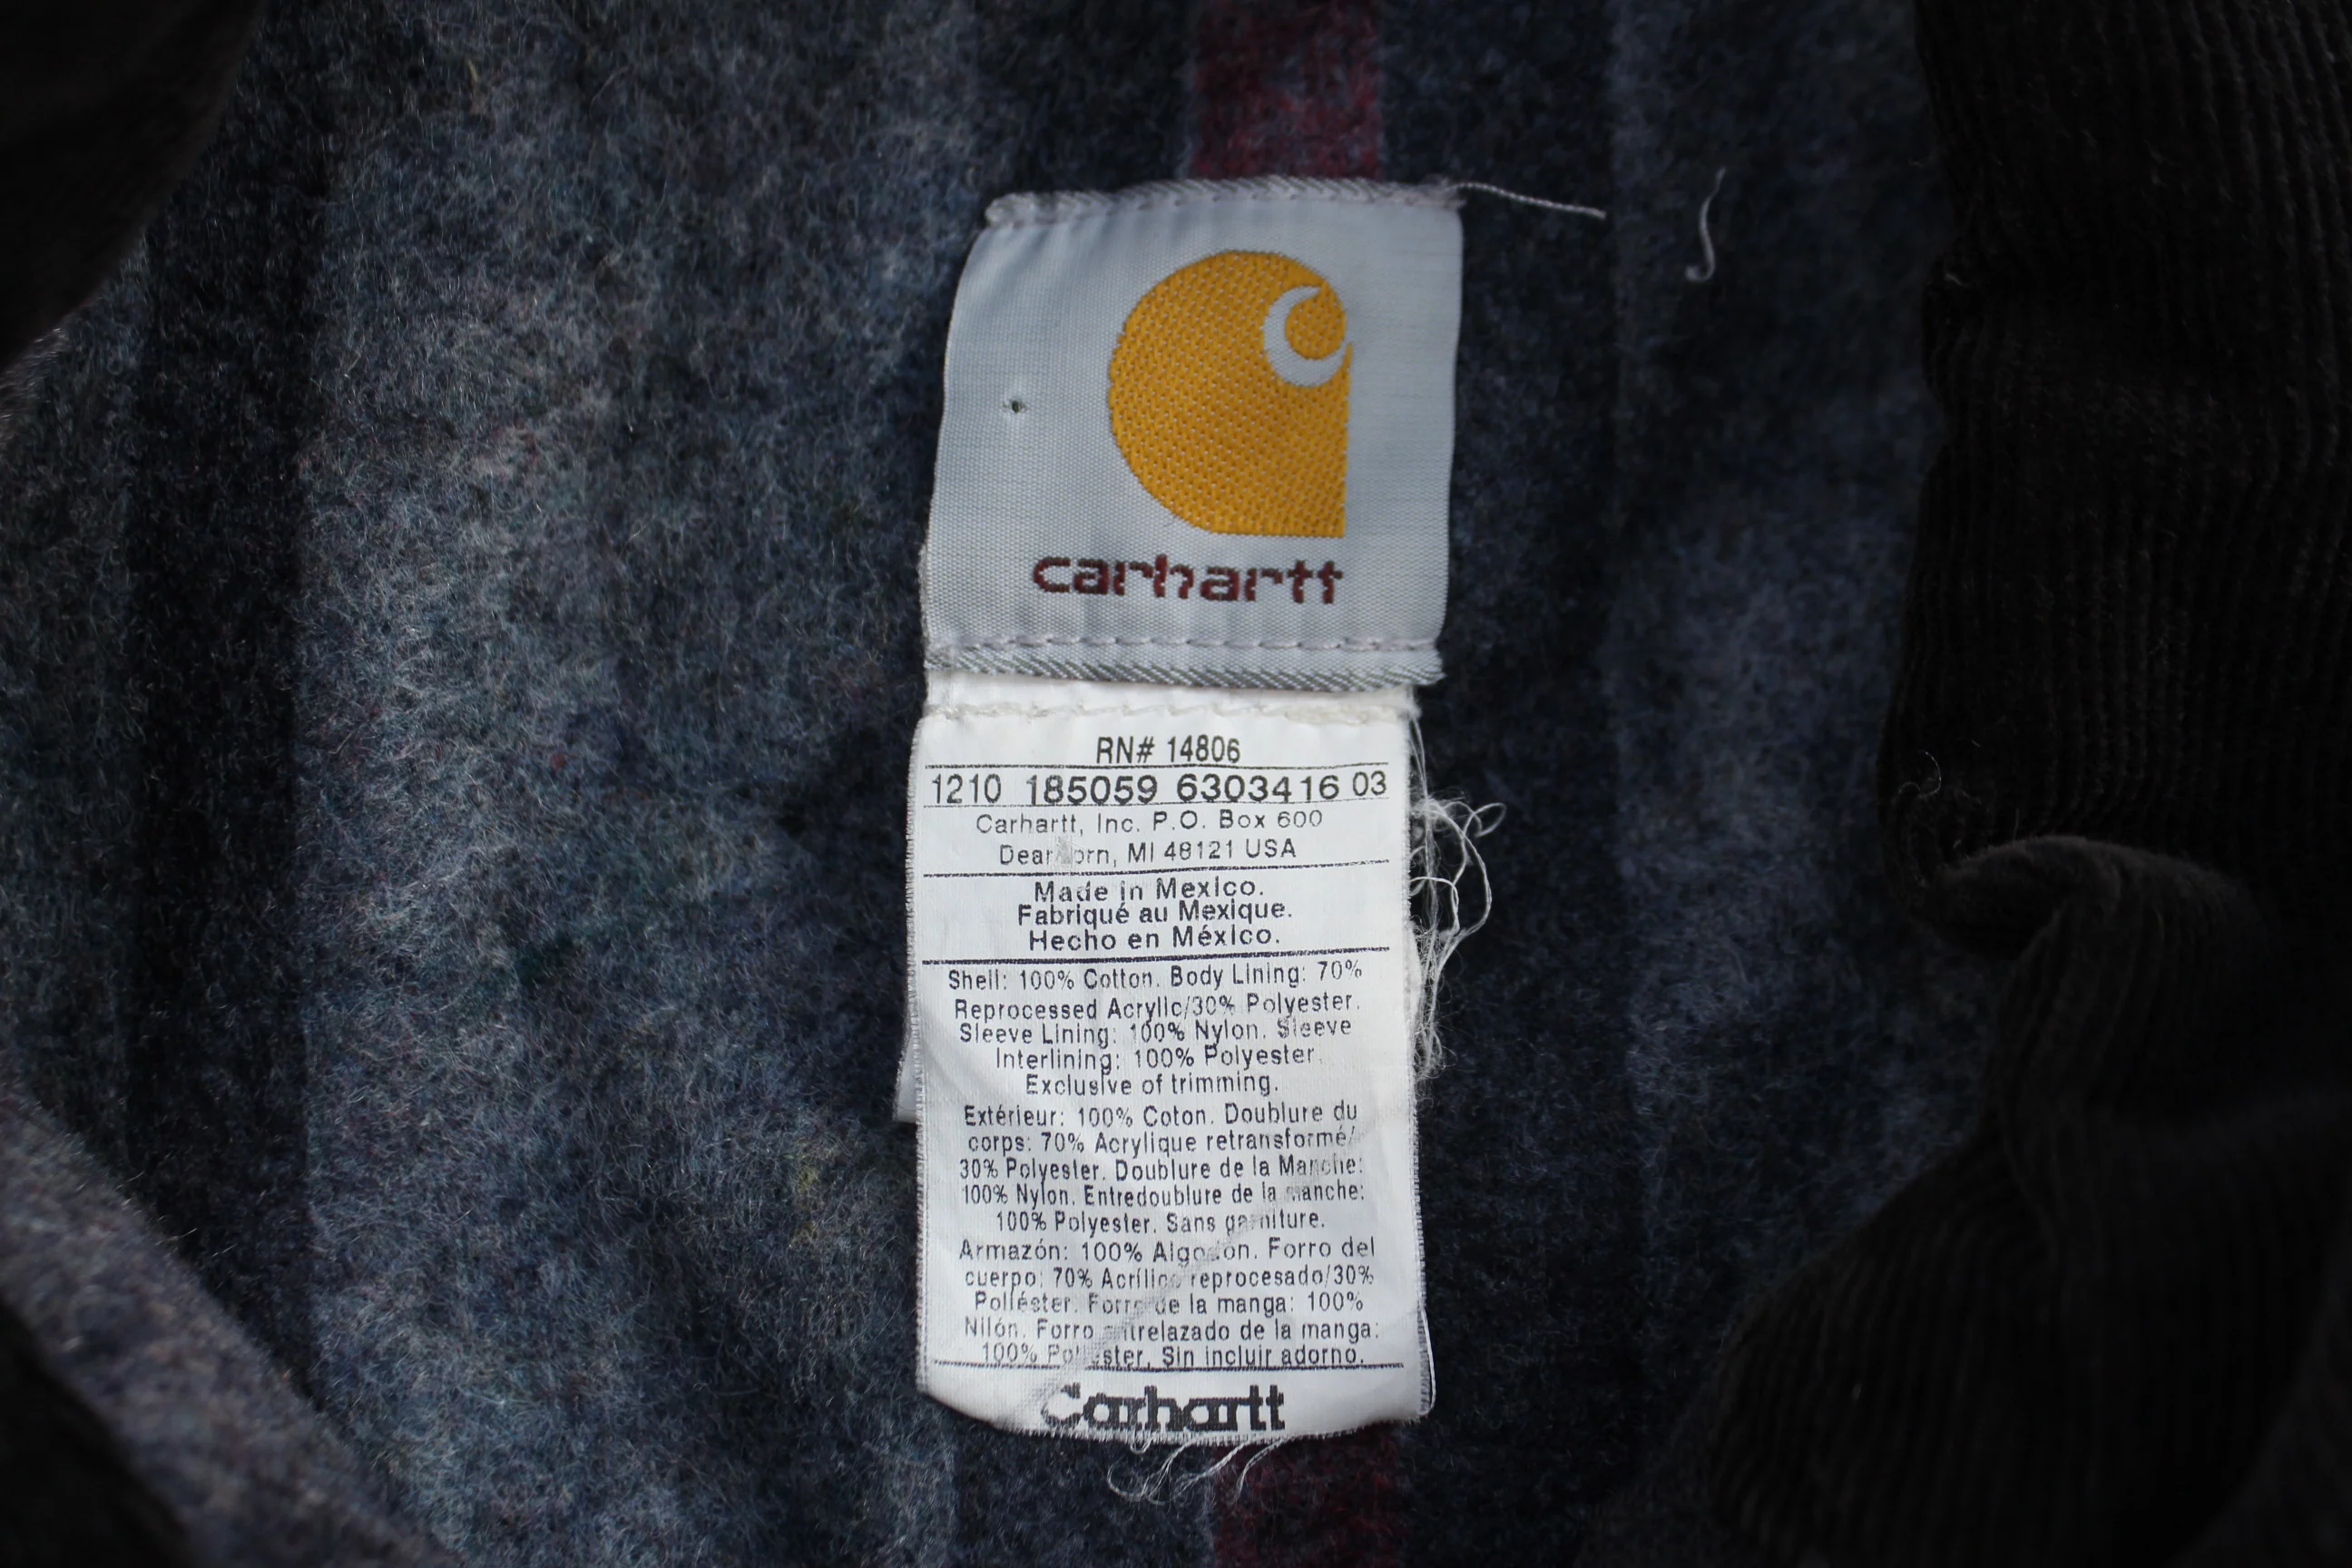 carhartt
RN# 14806
1210 185059 6303416 03
Carhartt, Inc. P.O. Box 600
MI 48121 USA
Made in Mexico.
Fabriqué au Mexique.
Hecho en México.
Shell: 100% Cotton. Body Lining: 70%
Reprocessed Acrylic/30% Polyester.
Sleeve Lining: 100% Nylon. Sleeve
Interlining: 100% Polyester.
Exclusive of trimming.
Extérieur: 100% Coton. Doublure du
corps: 70% Acrylique retransformé/
30% Polyester. Doublure de la Manche:
100% Nylon. Entredoublure de la manche:
100% Polyester. Sans garniture.
Armazón: 100% Algodon. Forro del
cuerpo: 70% Acrílico reprocesado/30%
Poliéster. Forro de la manga: 100%
Nilón. Forro de la manga:
100% Sin incluir adorno.
Carhartt